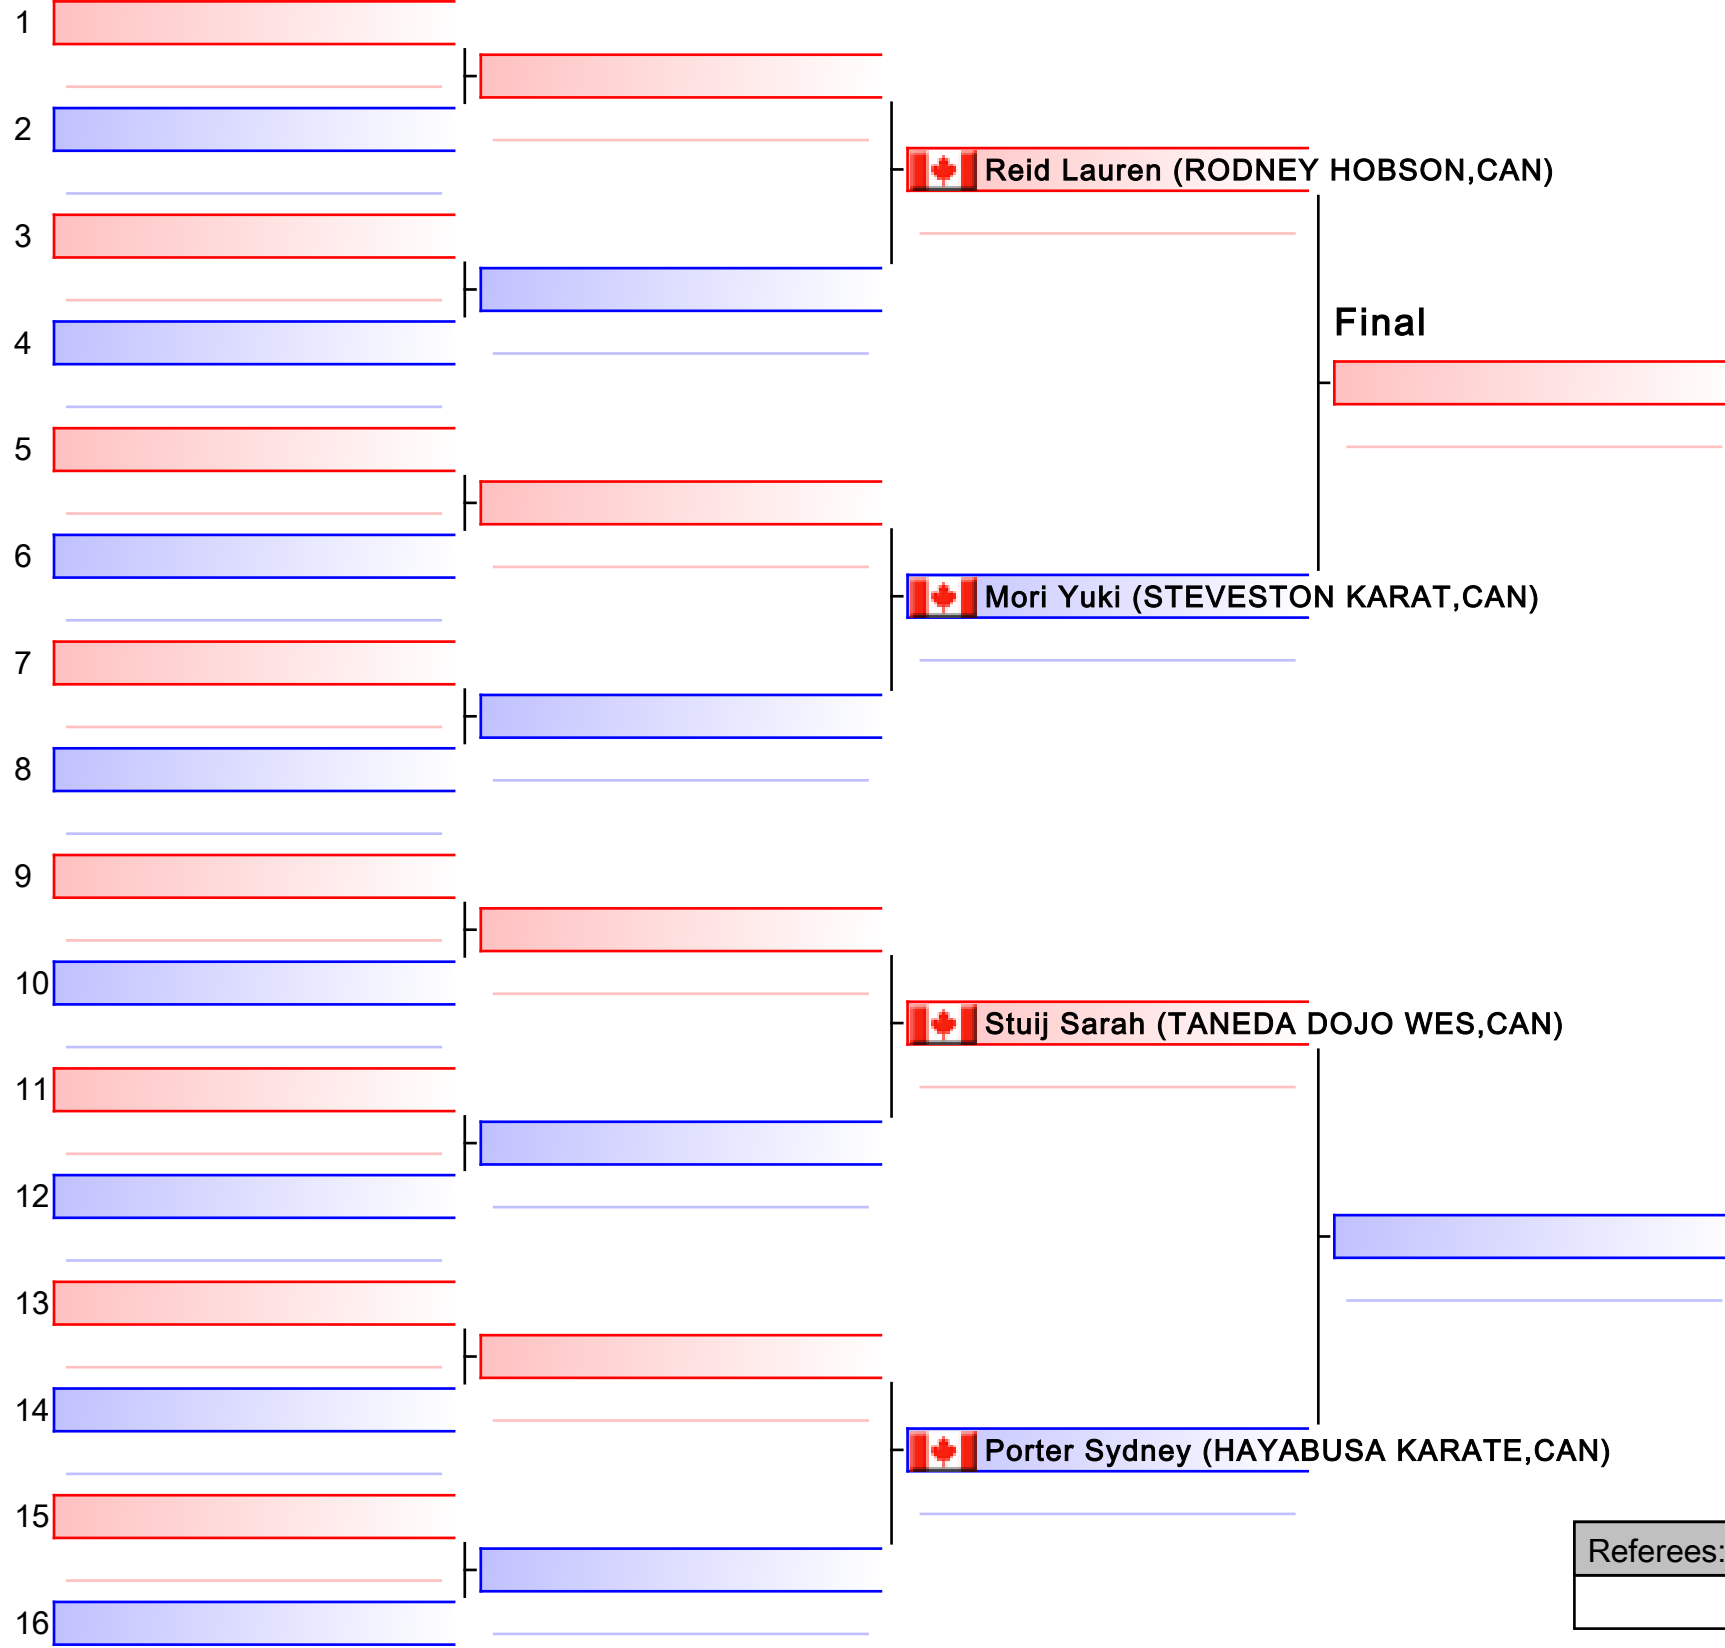 1
2
Reid Lauren (RODNEY HOBSON,CAN)
3
Final
4
5
6
Mori Yuki (STEVESTON KARAT,CAN)
7
8
9
10
Stuij Sarah (TANEDA DOJO WES,CAN)
11
12
13
14
Porter Sydney (HAYABUSA KARATE,CAN)
15
Referees:
16